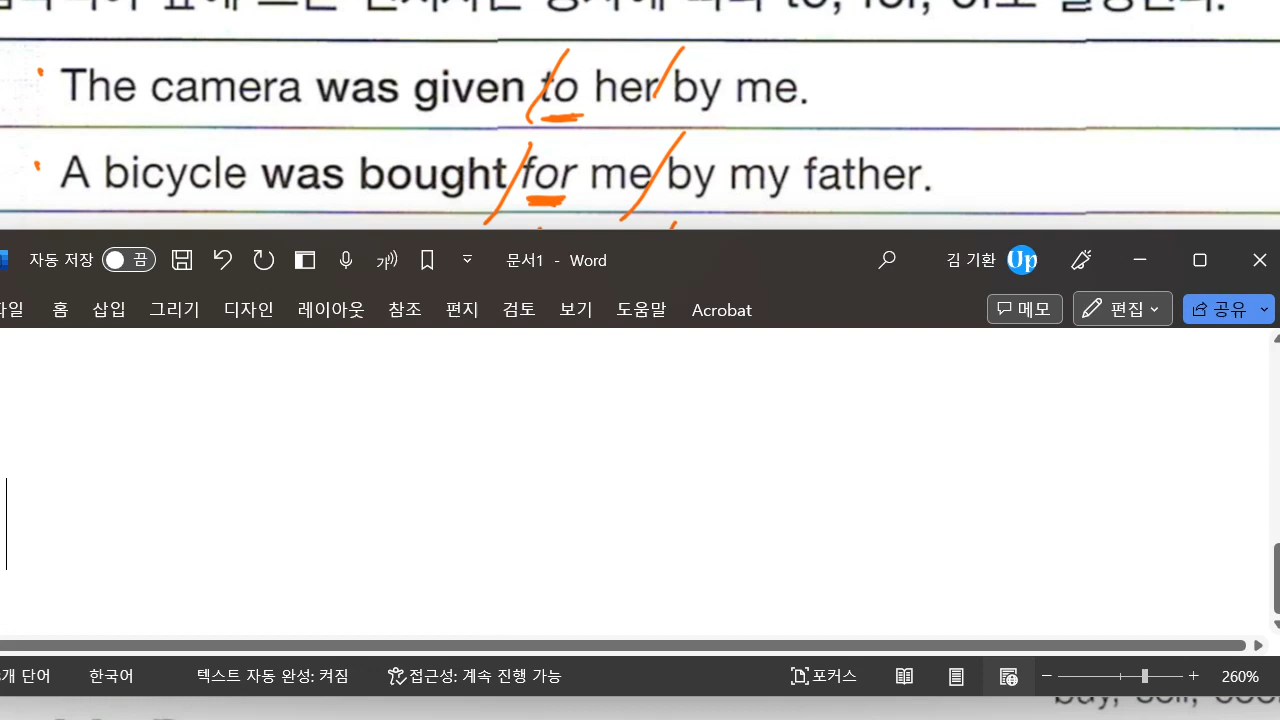 The camera was given to her by me.
A bicycle was bought for me by my father.
자동 저장 끔 문서1 - Word 김 기환 Up
홈 삽입 그리기 디자인 레이아웃 참조 편지 검토 보기 도움말 Acrobat 메모 편집 공유
개 단어 한국어 텍스트 자동 완성: 켜짐 접근성: 계속 진행 가능 포커스 260%